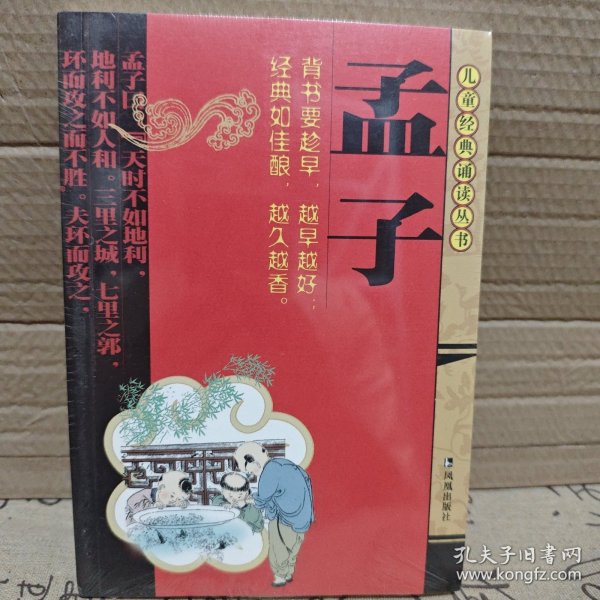 儿童经典诵读丛书
孟子
背书要趁早，越早越好；
经典如佳酿，越久越香。
孟子曰：「天时不如地利，
地利不如人和。三里之城，七里之郭，
环而攻之而不胜。夫环而攻之，
凤凰出版社
孔夫子旧书网
www.kongfz.com